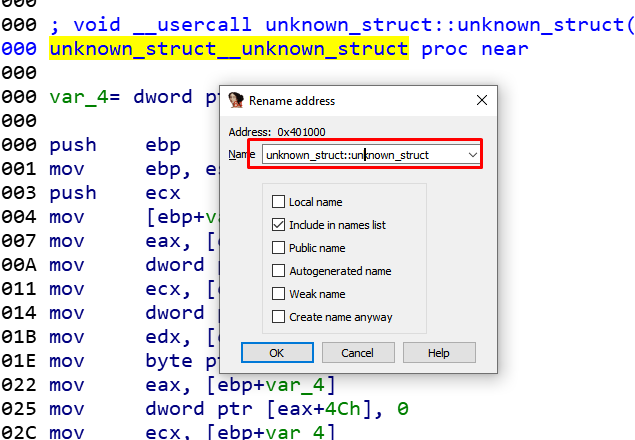 000
000 ; void __usercall unknown_struct::unknown_struct(
000 unknown_struct__unknown_struct proc near
000
000 var_4= dword
000
000 push ebp
001 mov ebp,
003 push ecx
004 mov
007 mov eax,
00A mov dword
011 mov ecx,
014 mov dword
01B mov edx,
01E mov byte
022 mov eax, [ebp+var_4]
025 mov dword ptr [eax+4Ch], 0
02C mov ecx, [ebp+var_4]
Rename address
Address: 0x401000
Name unknown_struct::unknown_struct
Local name
Include in names list
Public name
Autogenerated name
Weak name
Create name anyway
OK Cancel Help